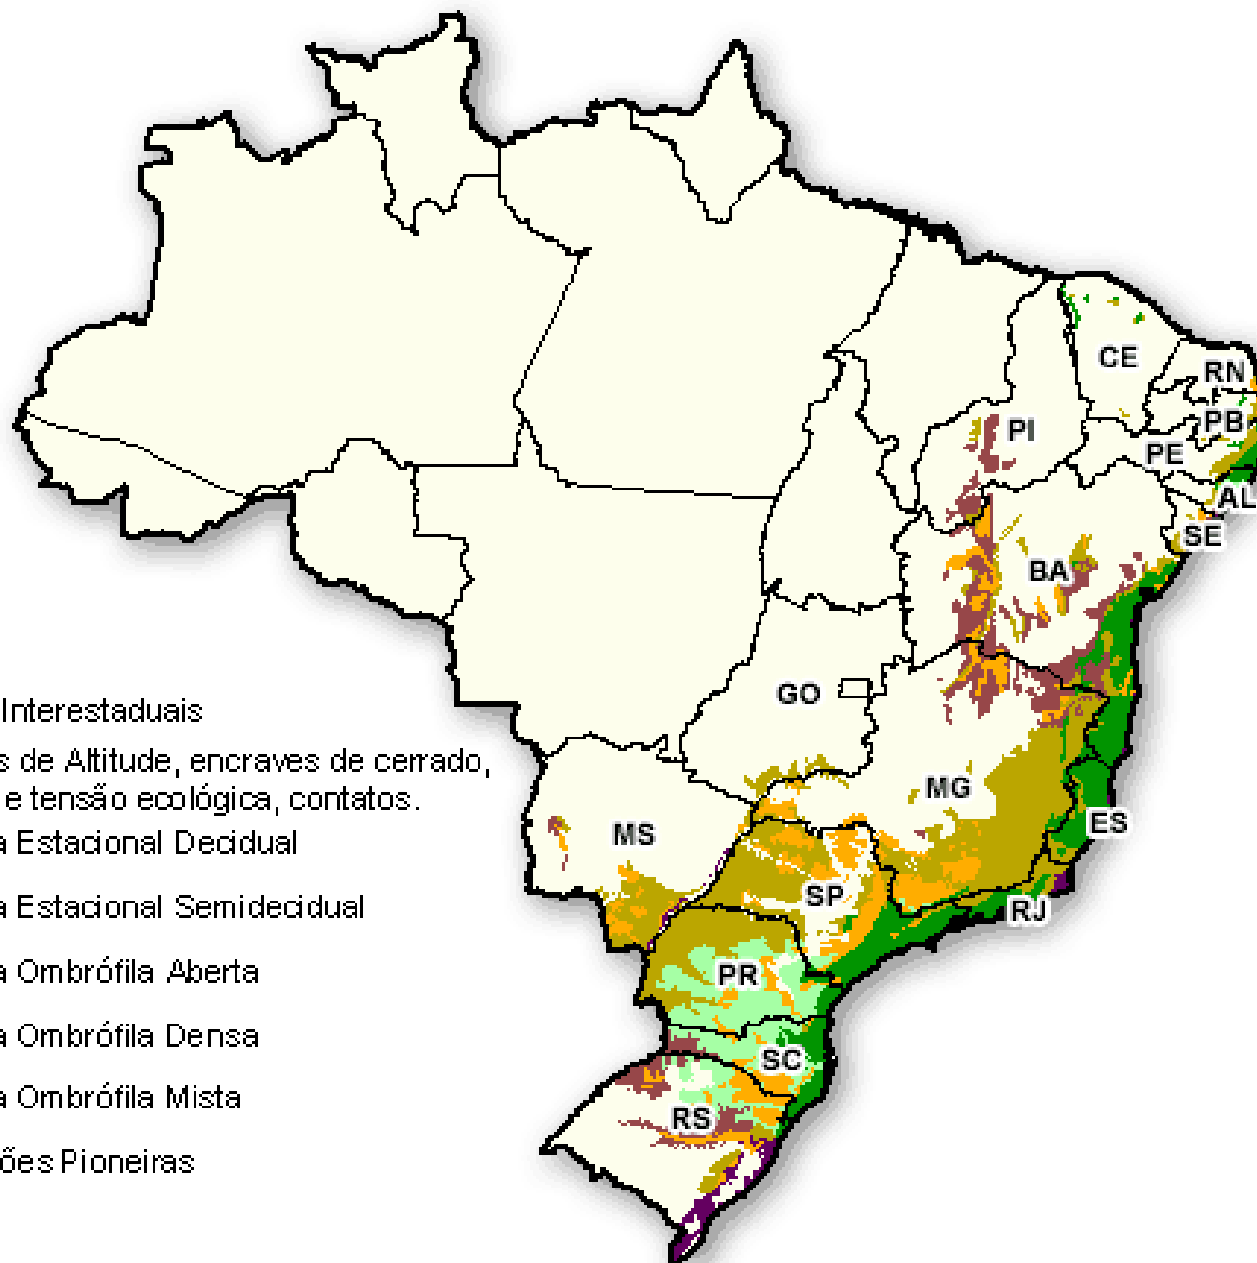 CE
RN
PI
PB
PE
AL
SE
BA
GO
MG
MS
ES
SP
RJ
PR
SC
RS
Interestaduais
s de Altitude, encraves de cerrado,
e tensão ecológica, contatos.
a Estacional Decidual
a Estacional Semidecidual
a Ombrófila Aberta
a Ombrófila Densa
a Ombrófila Mista
ões Pioneiras